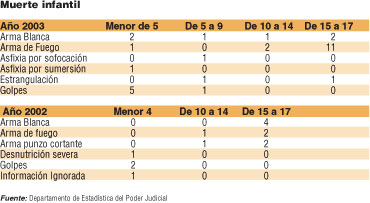 Muerte infantil
Año 2003 Menor de 5 De 5 a 9 De 10 a 14 De 15 a 17
Arma Blanca 2 1 1 2
Arma de Fuego 1 0 2 11
Asfixia por sofocación 0 1 0 0
Asfixia por sumersión 1 0 0 0
Estrangulación 0 1 0 1
Golpes 5 1 0 0
Año 2002 Menor 4 De 10 a 14 De 15 a 17
Arma Blanca 0 0 4
Arma de fuego 0 1 2
Arma punzo cortante 0 1 2
Desnutrición severa 1 0 0
Golpes 2 0 0
Información Ignorada 1 0 0
Fuente: Departamento de Estadística del Poder Judicial